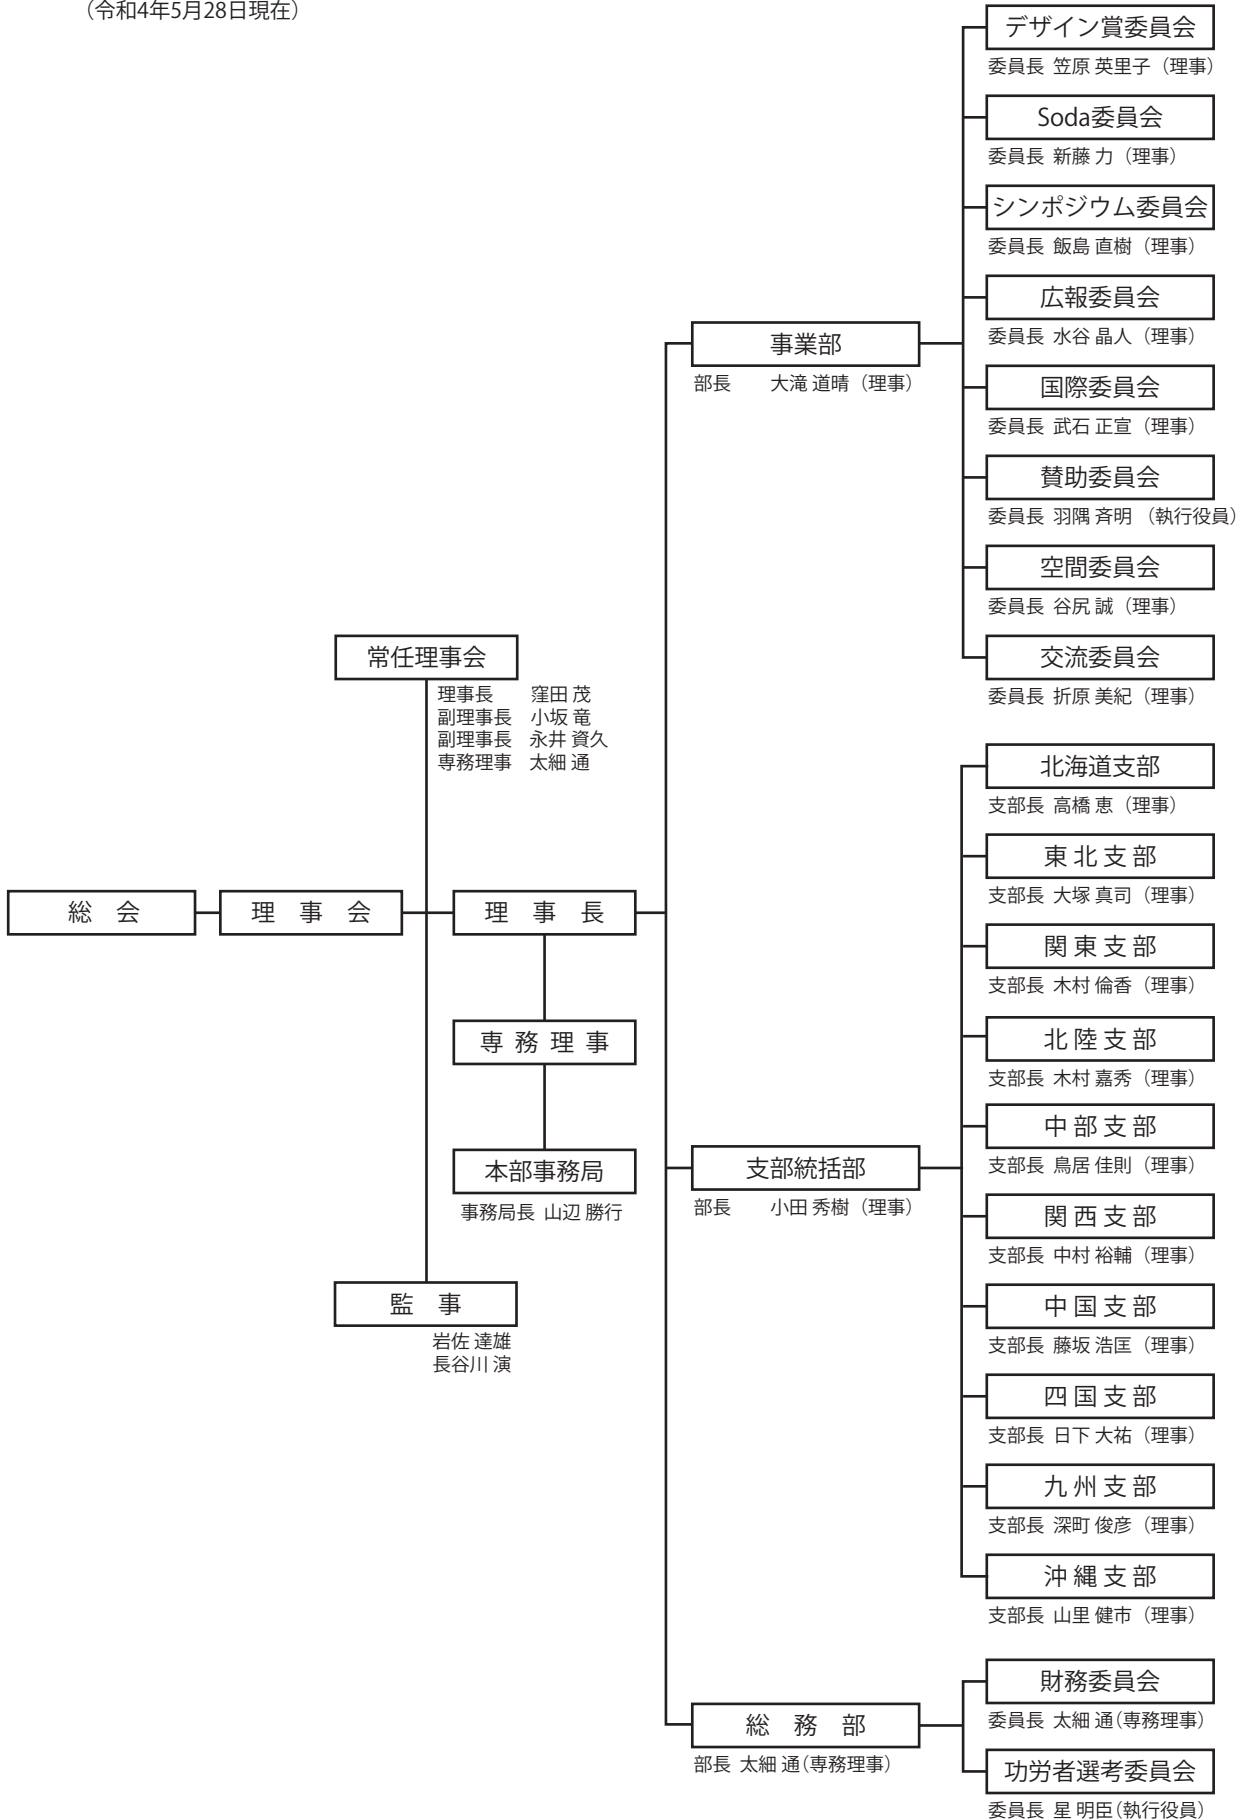 （令和4年5月28日現在）
デザイン賞委員会
委員長 笠原 英里子（理事）
Soda委員会
委員長 新藤 力（理事）
シンポジウム委員会
委員長 飯島 直樹（理事）
広報委員会
委員長 水谷 晶人（理事）
事業部
部長 大滝 道晴（理事）
国際委員会
委員長 武石 正宣（理事）
賛助委員会
委員長 羽隅 斉明 （執行役員）
空間委員会
委員長 谷尻 誠（理事）
交流委員会
委員長 折原 美紀（理事）
常任理事会
理事長 窪田 茂
副理事長 小坂 竜
副理事長 永井 資久
専務理事 太細 通
北海道支部
支部長 高橋 恵（理事）
東北支部
支部長 大塚 真司（理事）
総 会
理 事 会
理 事 長
関東支部
支部長 木村 倫香（理事）
専務理事
北陸支部
支部長 木村 嘉秀（理事）
中部支部
支部長 鳥居 佳則（理事）
本部事務局
事務局長 山辺 勝行
支部統括部
部長 小田 秀樹（理事）
関西支部
支部長 中村 裕輔（理事）
監 事
岩佐 達雄
長谷川 演
中国支部
支部長 藤坂 浩匡（理事）
四国支部
支部長 日下 大祐（理事）
九州支部
支部長 深町 俊彦（理事）
沖縄支部
支部長 山里 健市（理事）
総 務 部
部長 太細 通（専務理事）
財務委員会
委員長 太細 通（専務理事）
功労者選考委員会
委員長 星 明臣（執行役員）